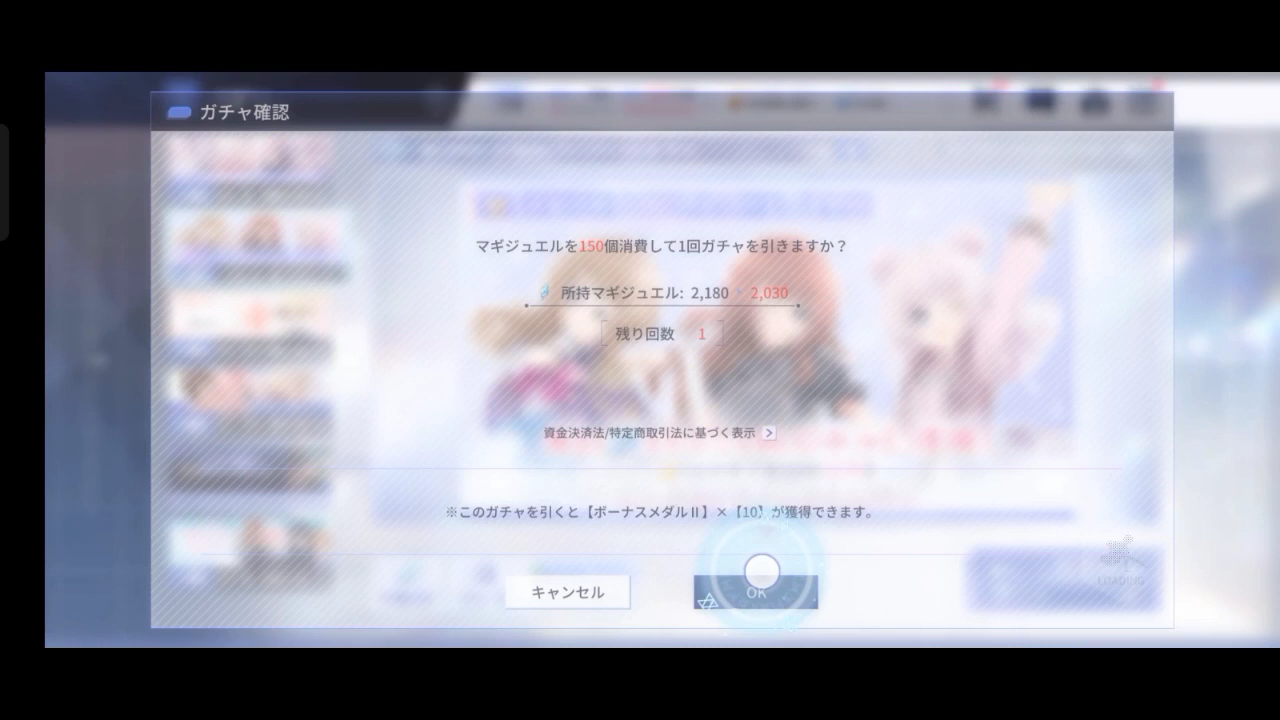 ガチャ確認
マギジュエルを150個消費して1回ガチャを引きますか？
所持マギジュエル: 2,180 2,030
残り回数 1
資金決済法/特定商取引法に基づく表示
※このガチャを引くと【ボーナスメダルⅡ】×【10】が獲得できます。
LOADING
キャンセル
OK